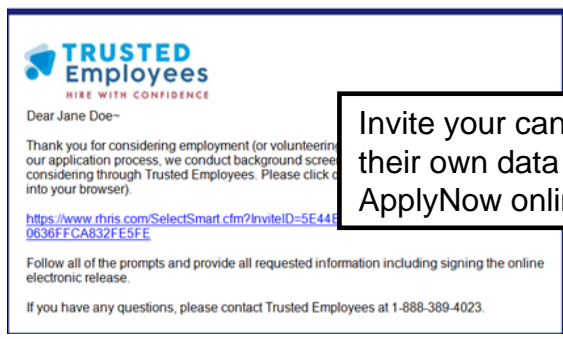 TRUSTED
Employees
HIRE WITH CONFIDENCE
Dear Jane Doe~
Thank you for considering employment (or volunteering
our application process, we conduct background scree
considering through Trusted Employees. Please click
into your browser).
https://www.rhris.com/SelectSmart.cfm?InviteID=5E44
0636FFCA832FE5FE
Follow all of the prompts and provide all requested information including signing the online
electronic release.
If you have any questions, please contact Trusted Employees at 1-888-389-4023.
Invite your can
their own data
ApplyNow onli